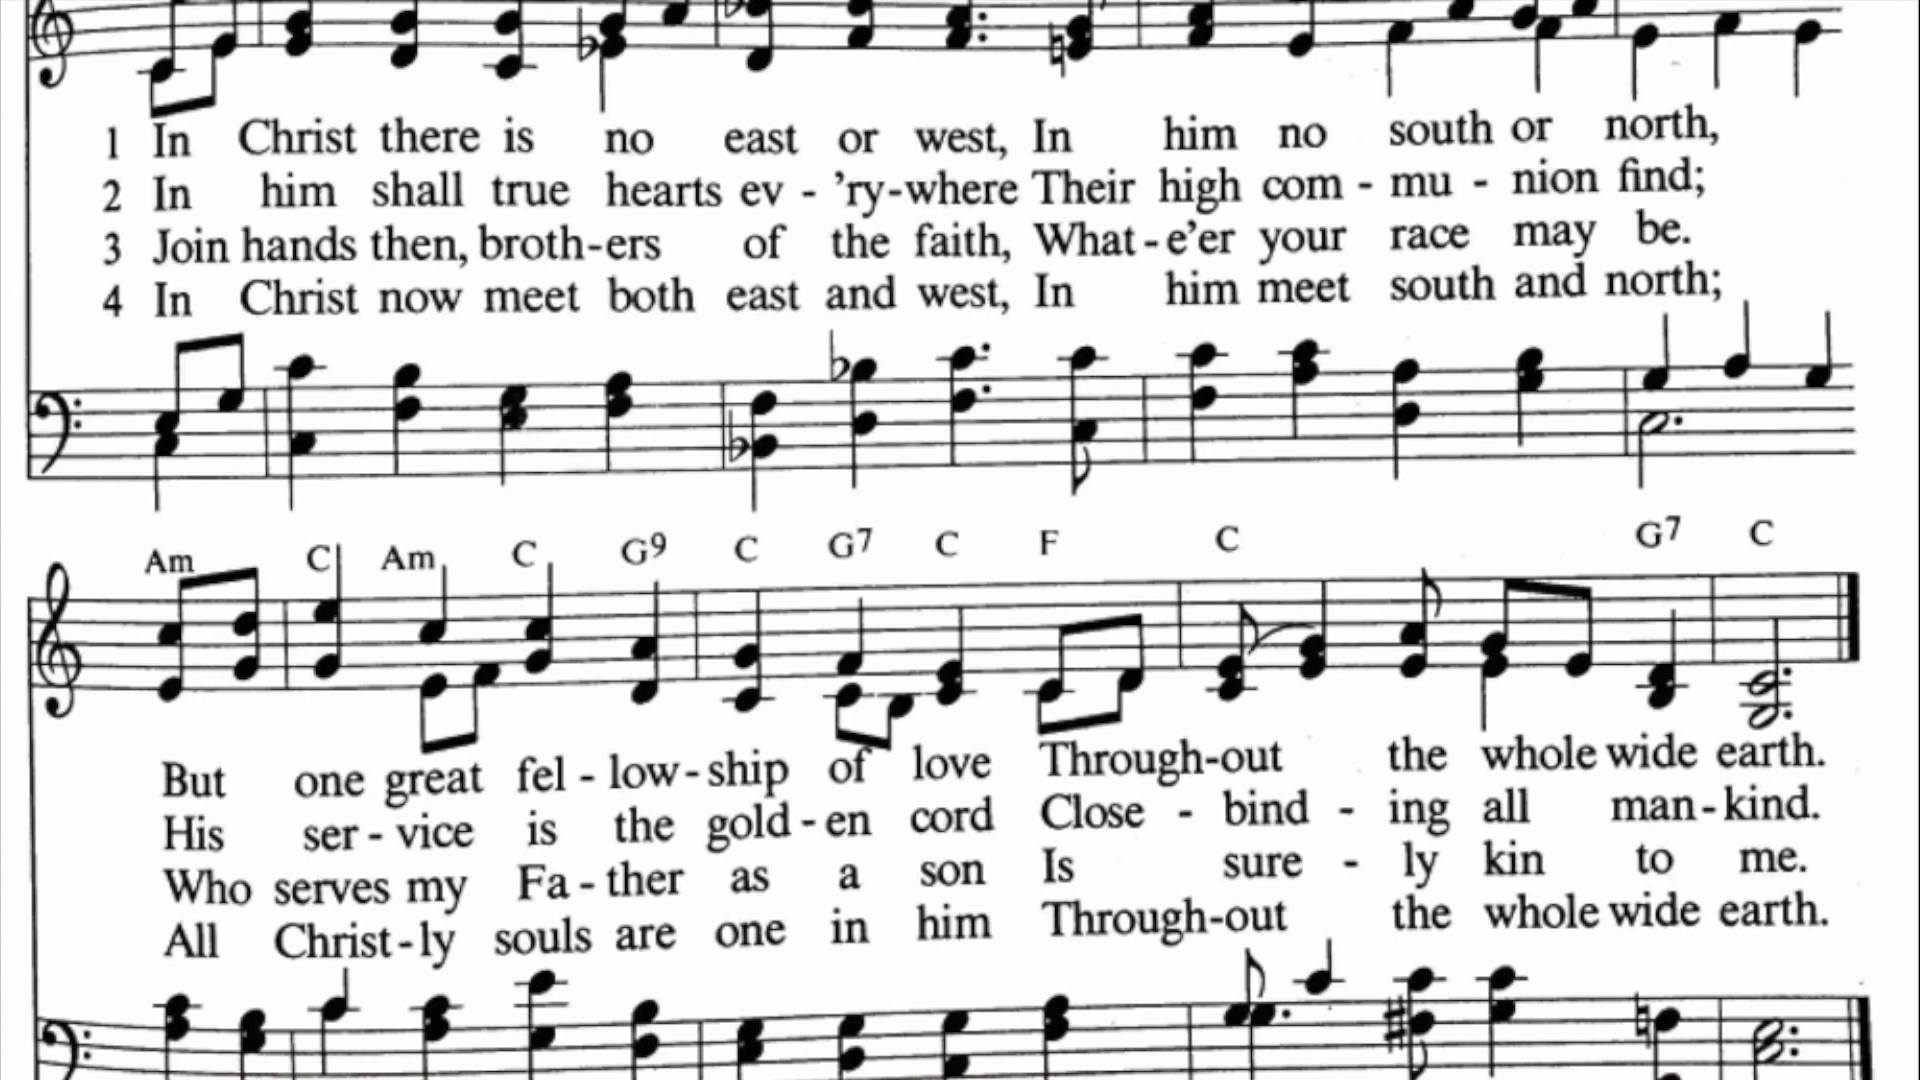 1 In Christ there is no east or west, In him no south or north,
2 In him shall true hearts ev - 'ry-where Their high com - mu - nion find;
3 Join hands then, broth-ers of the faith, What-e'er your race may be.
4 In Christ now meet both east and west, In him meet south and north;
Am C Am C G9 C G7 C F C G7 C
But one great fel - low-ship of love Through-out the whole wide earth.
His ser - vice is the gold-en cord Close - bind - ing all man-kind.
Who serves my Fa - ther as a son Is sure - ly kin to me.
All Christ-ly souls are one in him Through-out the whole wide earth.